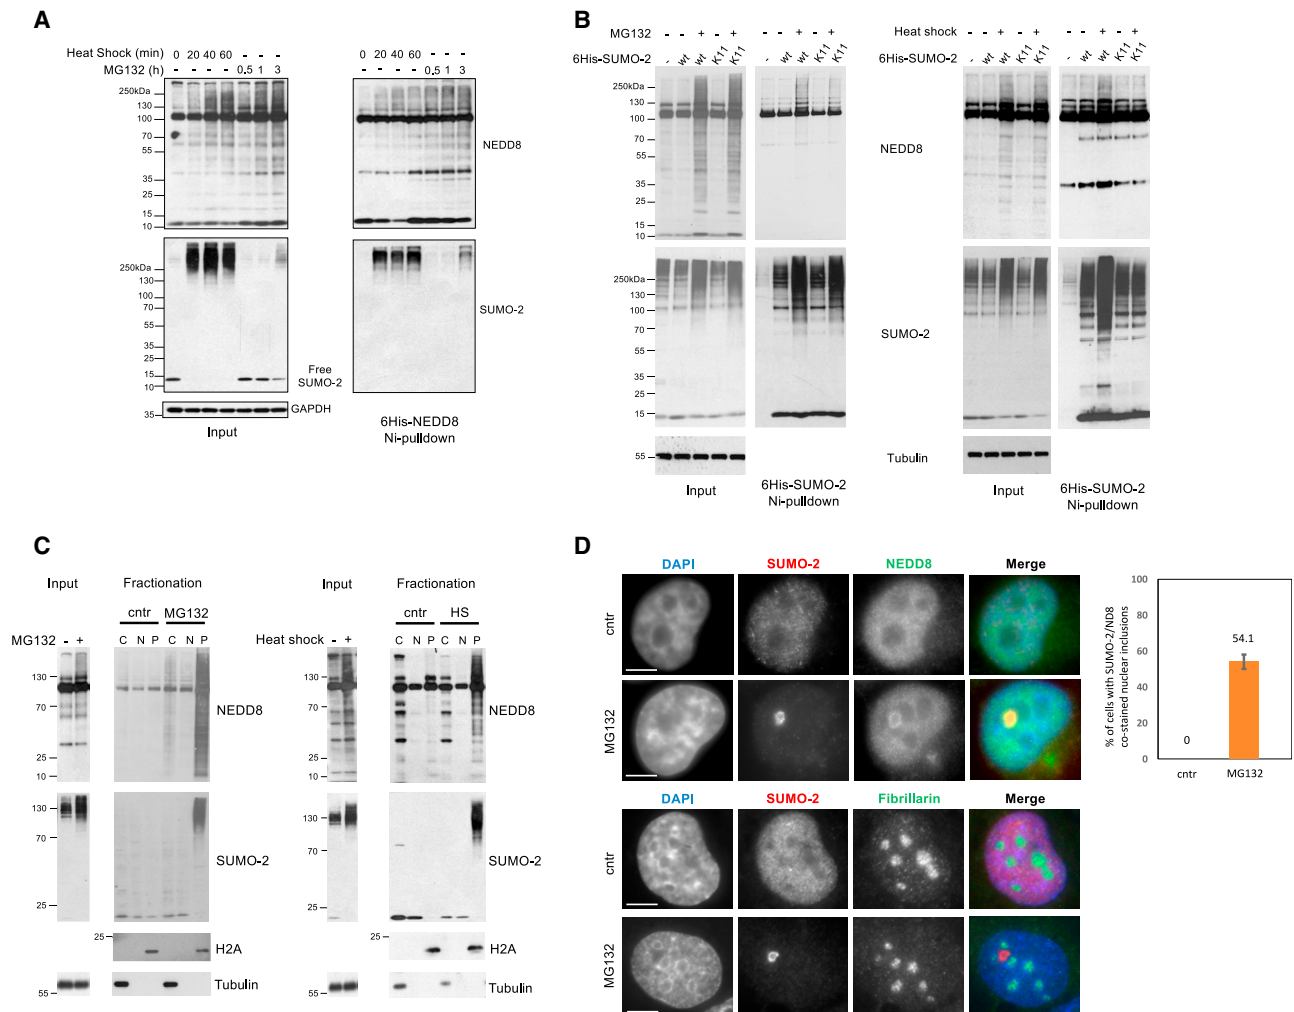 A
Heat Shock (min) 0 20 40 60 - - -
MG132 (h) - - - - 0.5 1 3
0 20 40 60 - - -
- - - - 0.5 1 3
250kDa
130
100
70
55
35
25
15
10
NEDD8
250kDa
130
100
70
55
35
25
15
10
SUMO-2
Free
SUMO-2
35
GAPDH
Input
6His-NEDD8
Ni-pulldown
B
MG132 - - + - +
6His-SUMO-2 - wt wt K11 K11
- - + - +
- wt wt K11 K11
250kDa
130
100
70
55
35
25
15
10
250kDa
100
70
55
35
25
15
55
Input
6His-SUMO-2
Ni-pulldown
Heat shock - - + - +
6His-SUMO-2 - wt wt K11 K11
- - + - +
- wt wt K11 K11
NEDD8
SUMO-2
Tubulin
Input
6His-SUMO-2
Ni-pulldown
C
Input Fractionation
cntr MG132
MG132 - + C N P C N P
130
70
25
10
NEDD8
130
70
25
SUMO-2
H2A
55
Tubulin
Input Fractionation
cntr HS
Heat shock - + C N P C N P
130
70
25
10
NEDD8
130
70
25
SUMO-2
25
H2A
55
Tubulin
D
DAPI SUMO-2 NEDD8 Merge
cntr
MG132
DAPI SUMO-2 Fibrillarin Merge
cntr
MG132
% of cells with SUMO-2/ND8
co-stained nuclear inclusions
100
80
60
40
20
0
0
54.1
cntr MG132